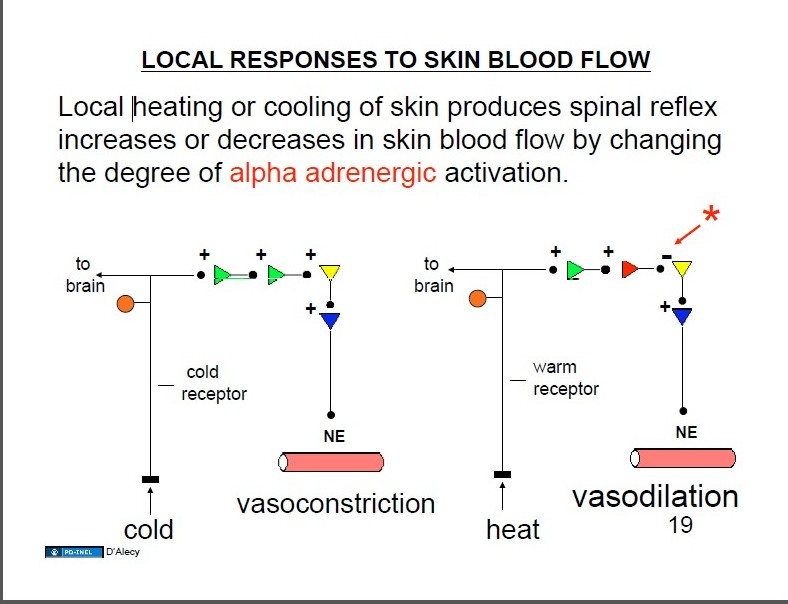 LOCAL RESPONSES TO SKIN BLOOD FLOW
Local heating or cooling of skin produces spinal reflex
increases or decreases in skin blood flow by changing
the degree of alpha adrenergic activation.
*
+ + +
to
brain
+
cold
receptor
NE
vasoconstriction
cold
+ + -
to
brain
+
warm
receptor
NE
vasodilation
heat
19
PD-INEL D'Alecy